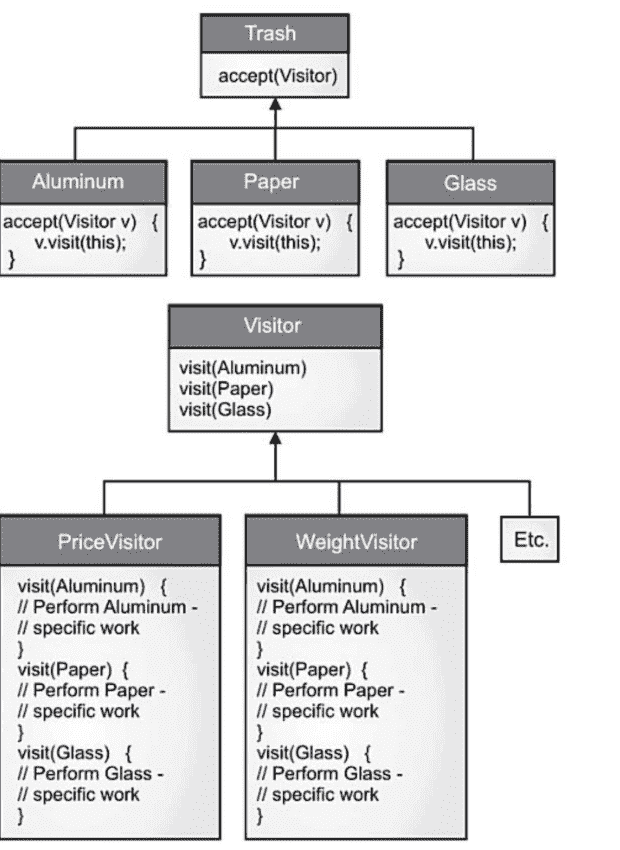 Trash
accept(Visitor)
Aluminum
accept(Visitor v) {
v.visit(this);
}
Paper
accept(Visitor v) {
v.visit(this);
}
Glass
accept(Visitor v) {
v.visit(this);
}
Visitor
visit(Aluminum)
visit(Paper)
visit(Glass)
PriceVisitor
visit(Aluminum) {
// Perform Aluminum -
// specific work
}
visit(Paper) {
// Perform Paper -
// specific work
}
visit(Glass) {
// Perform Glass -
// specific work
}
WeightVisitor
visit(Aluminum) {
// Perform Aluminum -
// specific work
}
visit(Paper) {
// Perform Paper -
// specific work
}
visit(Glass) {
// Perform Glass -
// specific work
}
Etc.